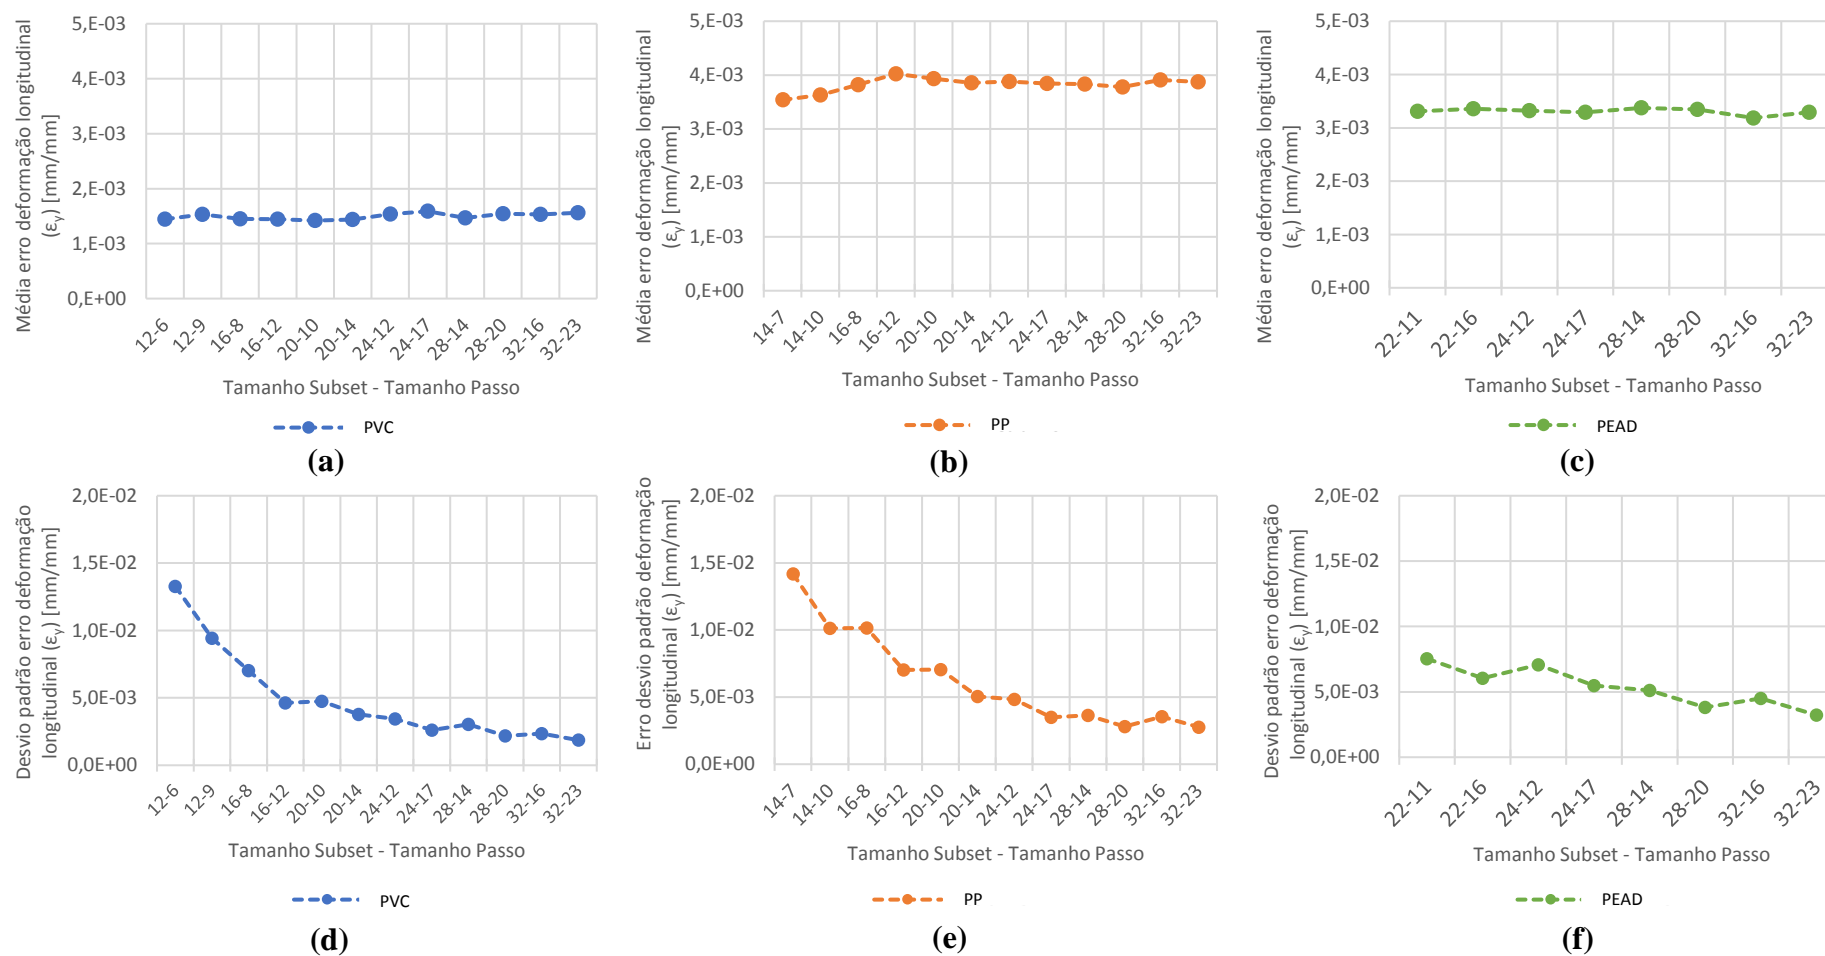 Média erro deformação longitudinal
(εy) [mm/mm]
5,E-03
4,E-03
3,E-03
2,E-03
1,E-03
0,E+00
12-6
12-9
16-8
16-12
20-10
20-14
24-12
24-17
28-14
28-20
32-16
32-23
Tamanho Subset - Tamanho Passo
PVC
(a)
Média erro deformação longitudinal
(εy) [mm/mm]
5,E-03
4,E-03
3,E-03
2,E-03
1,E-03
0,E+00
14-7
14-10
16-8
16-12
20-10
20-14
24-12
24-17
28-14
28-20
32-16
32-23
Tamanho Subset - Tamanho Passo
PP
(b)
Média erro deformação longitudinal
(εy) [mm/mm]
5,E-03
4,E-03
3,E-03
2,E-03
1,E-03
0,E+00
22-11
22-16
24-12
24-17
28-14
28-20
32-16
32-23
Tamanho Subset - Tamanho Passo
PEAD
(c)
Desvio padrão erro deformação
longitudinal (εy) [mm/mm]
2,0E-02
1,5E-02
1,0E-02
5,0E-03
0,0E+00
12-6
12-9
16-8
16-12
20-10
20-14
24-12
24-17
28-14
28-20
32-16
32-23
Tamanho Subset - Tamanho Passo
PVC
(d)
Erro desvio padrão deformação
longitudinal (εy) [mm/mm]
2,0E-02
1,5E-02
1,0E-02
5,0E-03
0,0E+00
14-7
14-10
16-8
16-12
20-10
20-14
24-12
24-17
28-14
28-20
32-16
32-23
Tamanho Subset - Tamanho Passo
PP
(e)
Desvio padrão erro deformação
longitudinal (εy) [mm/mm]
2,0E-02
1,5E-02
1,0E-02
5,0E-03
0,0E+00
22-11
22-16
24-12
24-17
28-14
28-20
32-16
32-23
Tamanho Subset - Tamanho Passo
PEAD
(f)